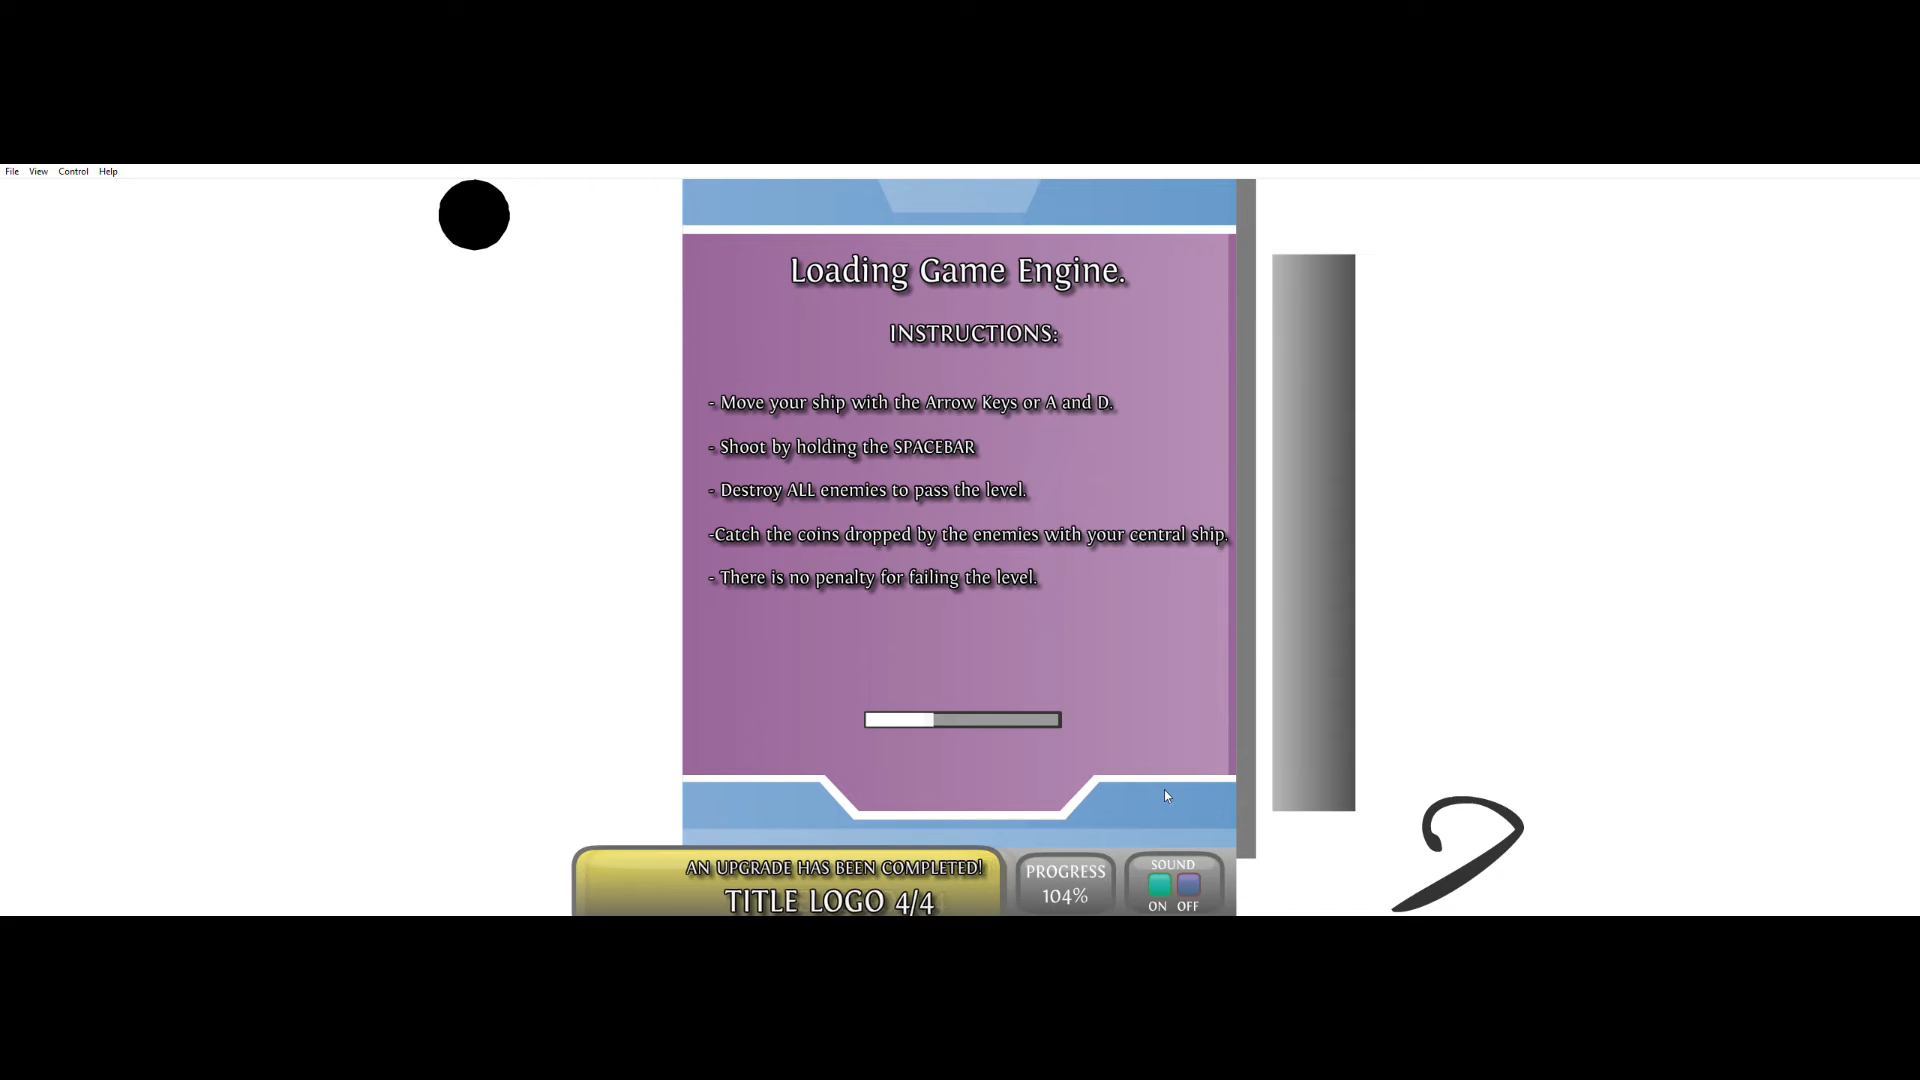 File View Control Help
Loading Game Engine.
INSTRUCTIONS:
- Move your ship with the Arrow Keys or A and D.
- Shoot by holding the SPACEBAR
- Destroy ALL enemies to pass the level.
-Catch the coins dropped by the enemies with your central ship.
- There is no penalty for failing the level.
AN UPGRADE HAS BEEN COMPLETED!
TITLE LOGO 4/4
PROGRESS
104%
SOUND
ON OFF